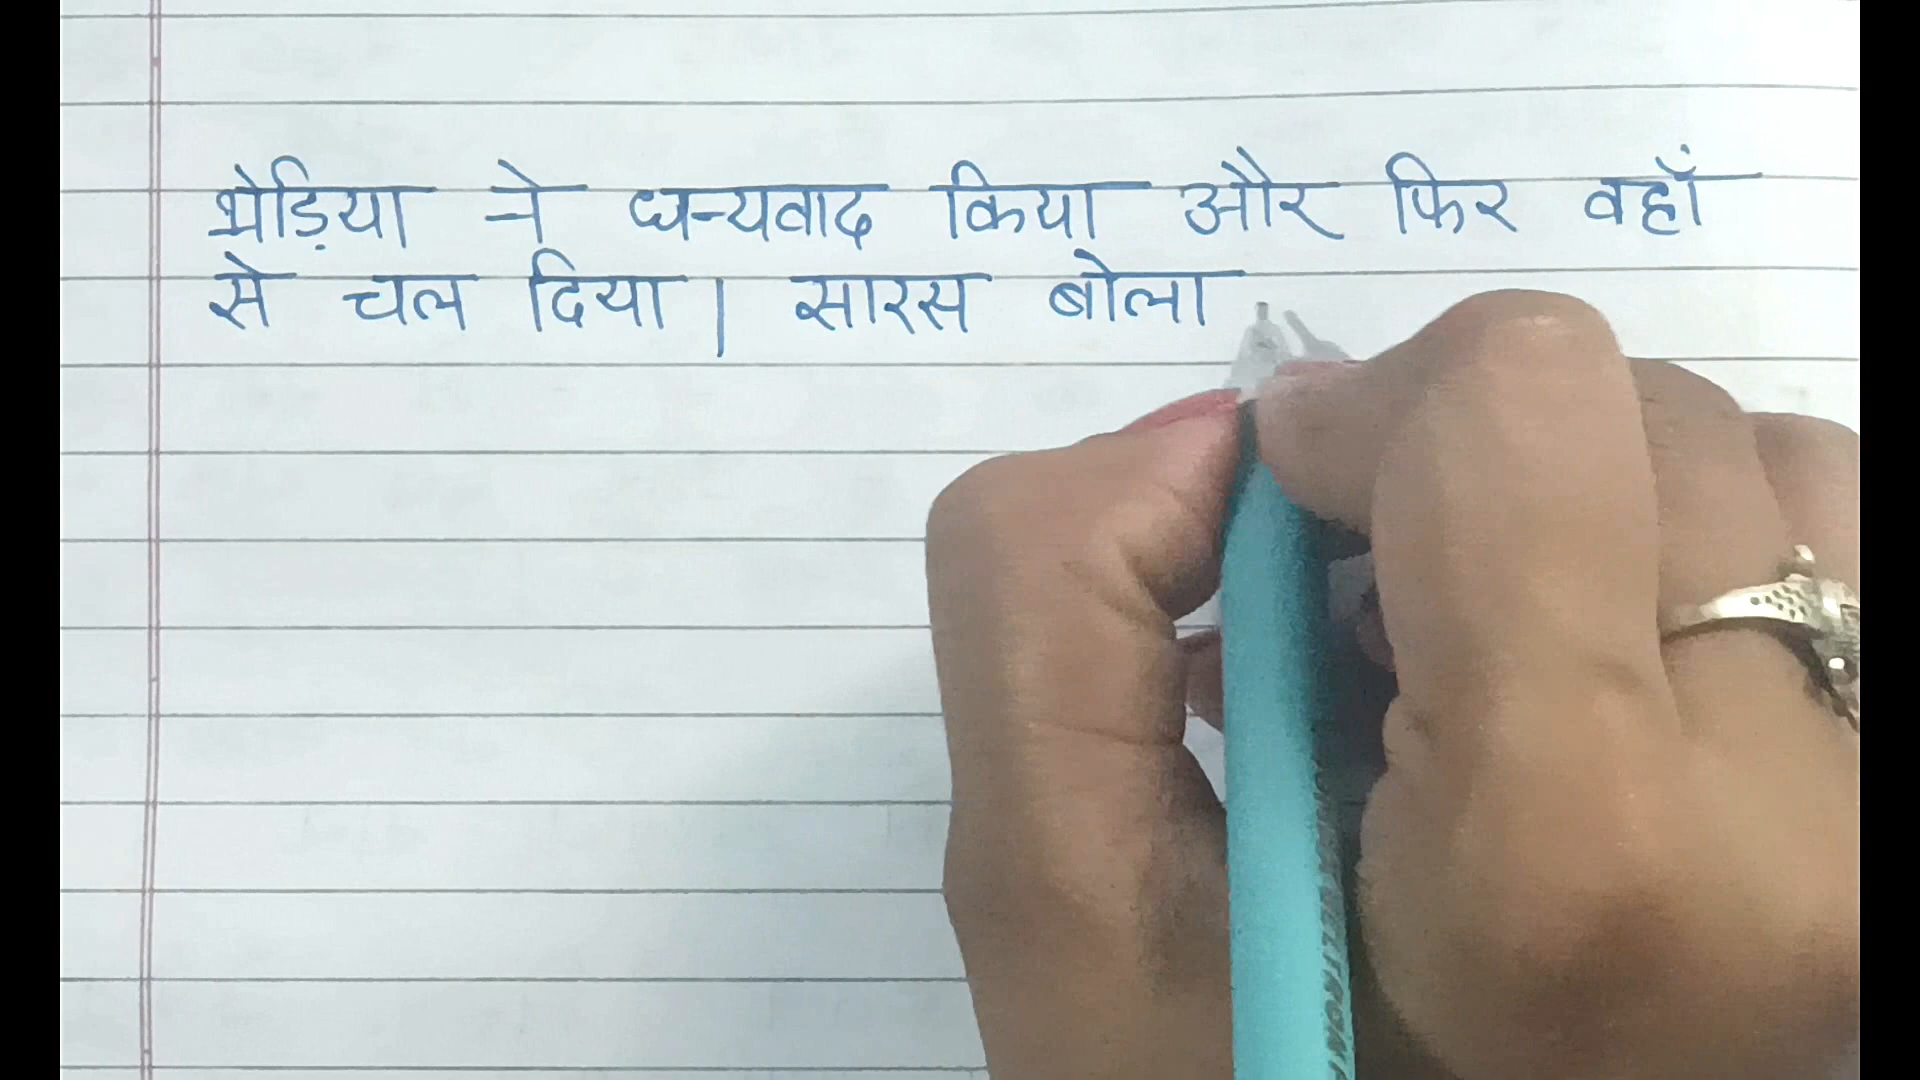 भेड़िया ने धन्यवाद किया और फिर वहाँ
से चल दिया। सारस बोला